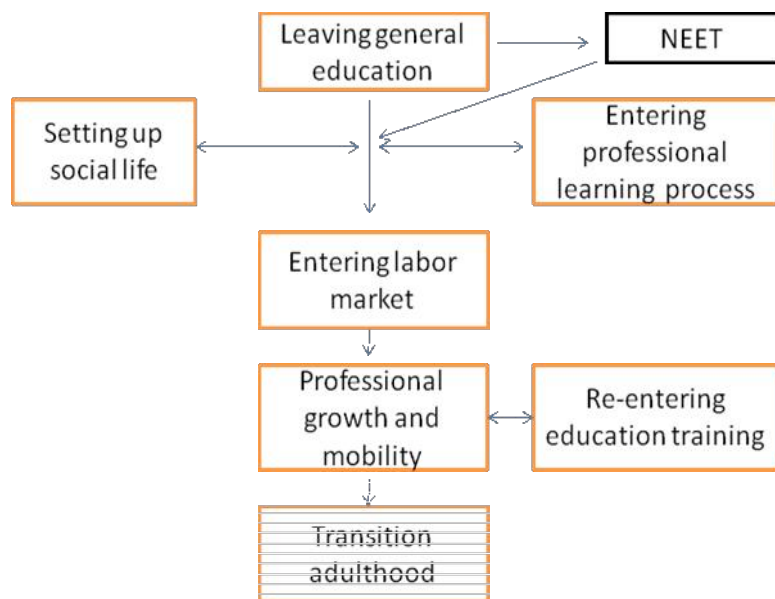 Leaving general
education
NEET
Setting up
social life
Entering
professional
learning process
Entering labor
market
Professional
growth and
mobility
Re-entering
education training
Transition
adulthood